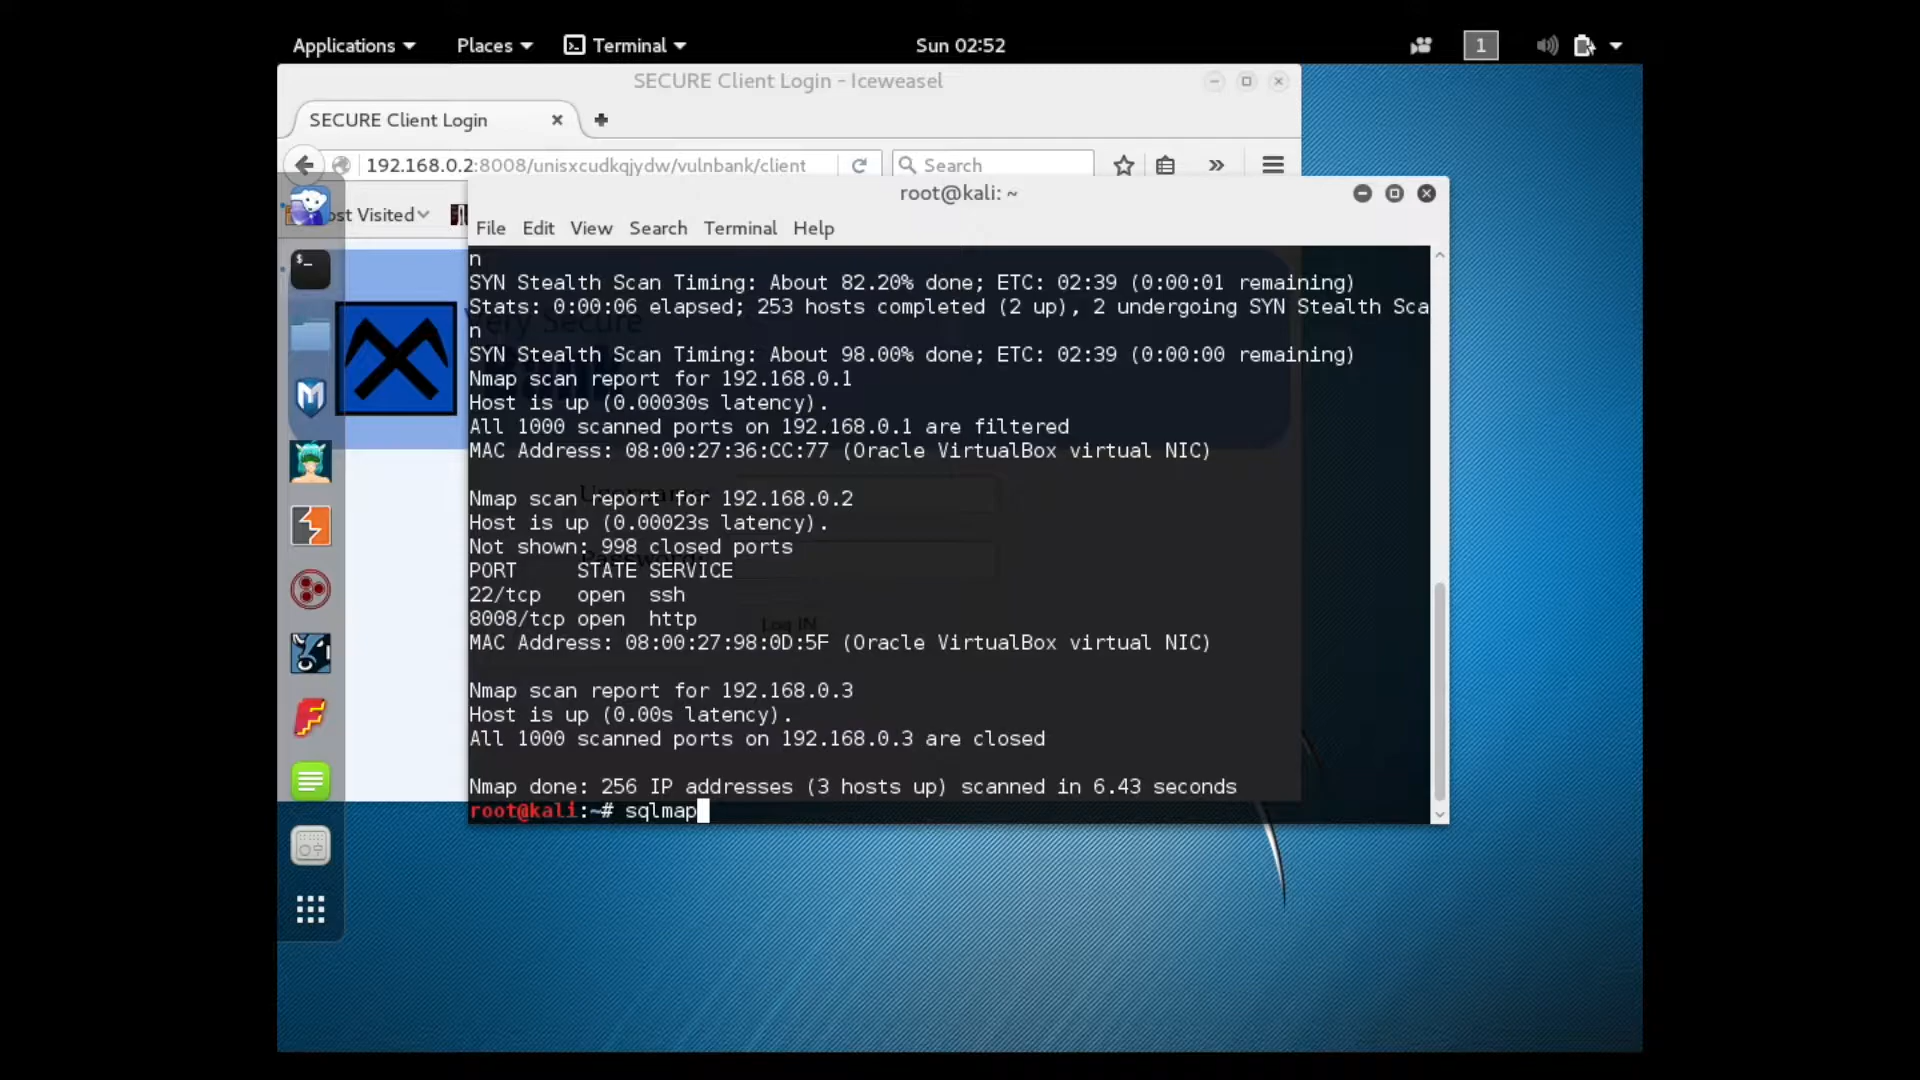 Applications Places Terminal Sun 02:52 1
SECURE Client Login - Iceweasel
SECURE Client Login
192.168.0.2:8008/unisxcudkqjydw/vulnbank/client Search
ost Visited
root@kali: ~
File Edit View Search Terminal Help
n
SYN Stealth Scan Timing: About 82.20% done; ETC: 02:39 (0:00:01 remaining)
Stats: 0:00:06 elapsed; 253 hosts completed (2 up), 2 undergoing SYN Stealth Sca
n
SYN Stealth Scan Timing: About 98.00% done; ETC: 02:39 (0:00:00 remaining)
Nmap scan report for 192.168.0.1
Host is up (0.00030s latency).
All 1000 scanned ports on 192.168.0.1 are filtered
MAC Address: 08:00:27:36:CC:77 (Oracle VirtualBox virtual NIC)
Nmap scan report for 192.168.0.2
Host is up (0.00023s latency).
Not shown: 998 closed ports
PORT STATE SERVICE
22/tcp open ssh
8008/tcp open http
MAC Address: 08:00:27:98:0D:5F (Oracle VirtualBox virtual NIC)
Nmap scan report for 192.168.0.3
Host is up (0.00s latency).
All 1000 scanned ports on 192.168.0.3 are closed
Nmap done: 256 IP addresses (3 hosts up) scanned in 6.43 seconds
root@kali:~# sqlmap
Very Secure
Username:
Password:
Log IN